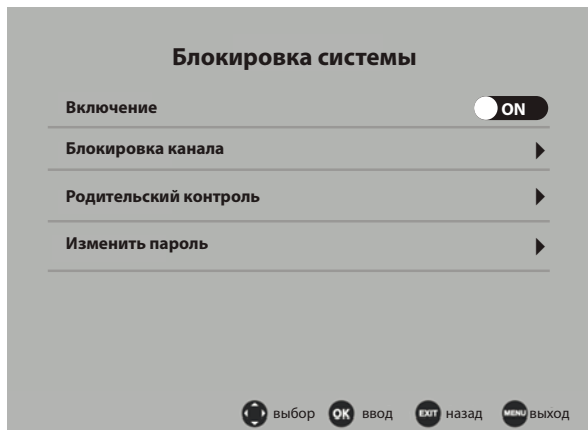 Блокировка системы
Включение ON
Блокировка канала
Родительский контроль
Изменить пароль
выбор OK ввод EXIT назад MENU выход